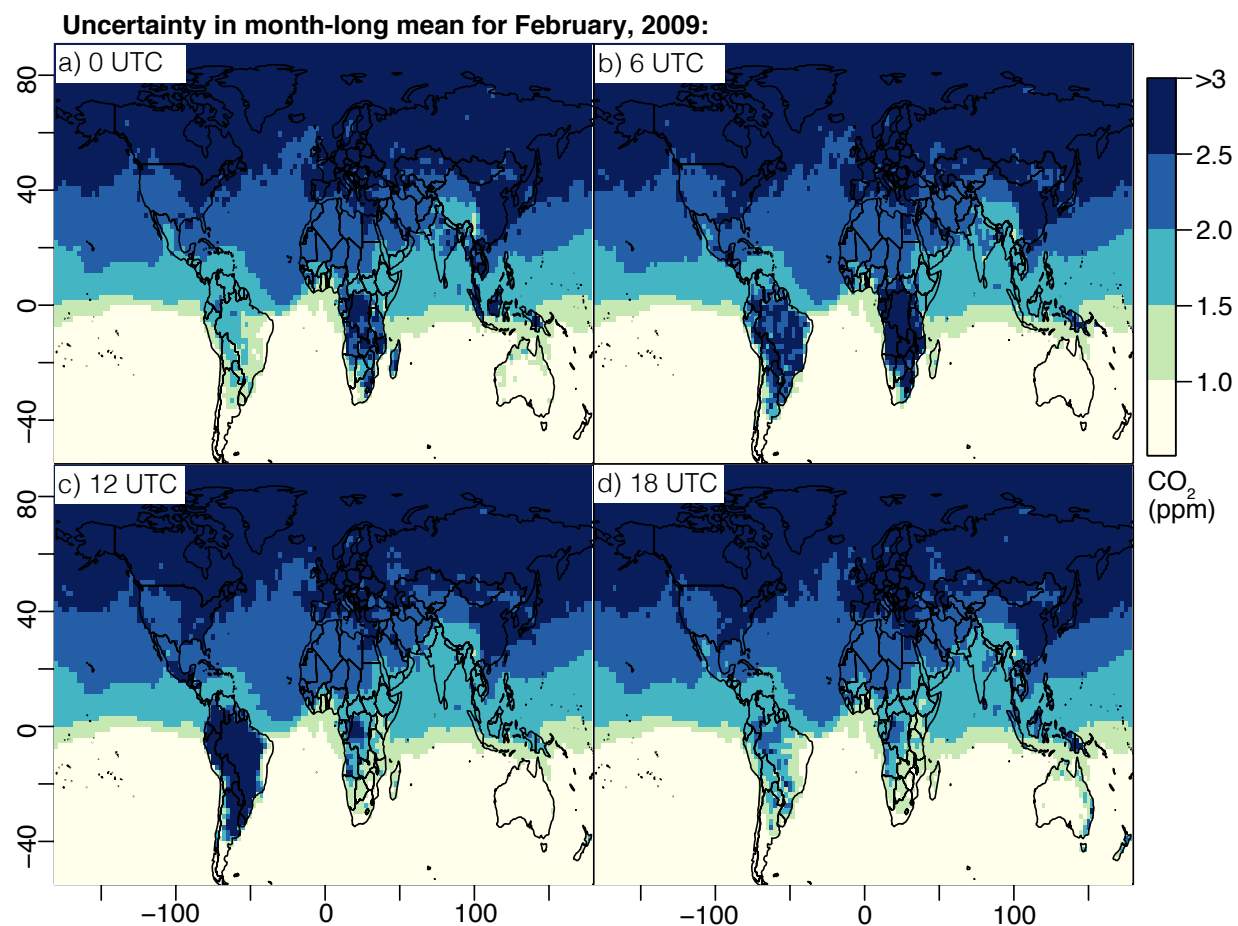 Uncertainty in month-long mean for February, 2009:
a) 0 UTC
b) 6 UTC
80
40
0
−40
>3
2.5
2.0
1.5
1.0
CO2
(ppm)
c) 12 UTC
d) 18 UTC
80
40
0
−40
−100
0
100
−100
0
100